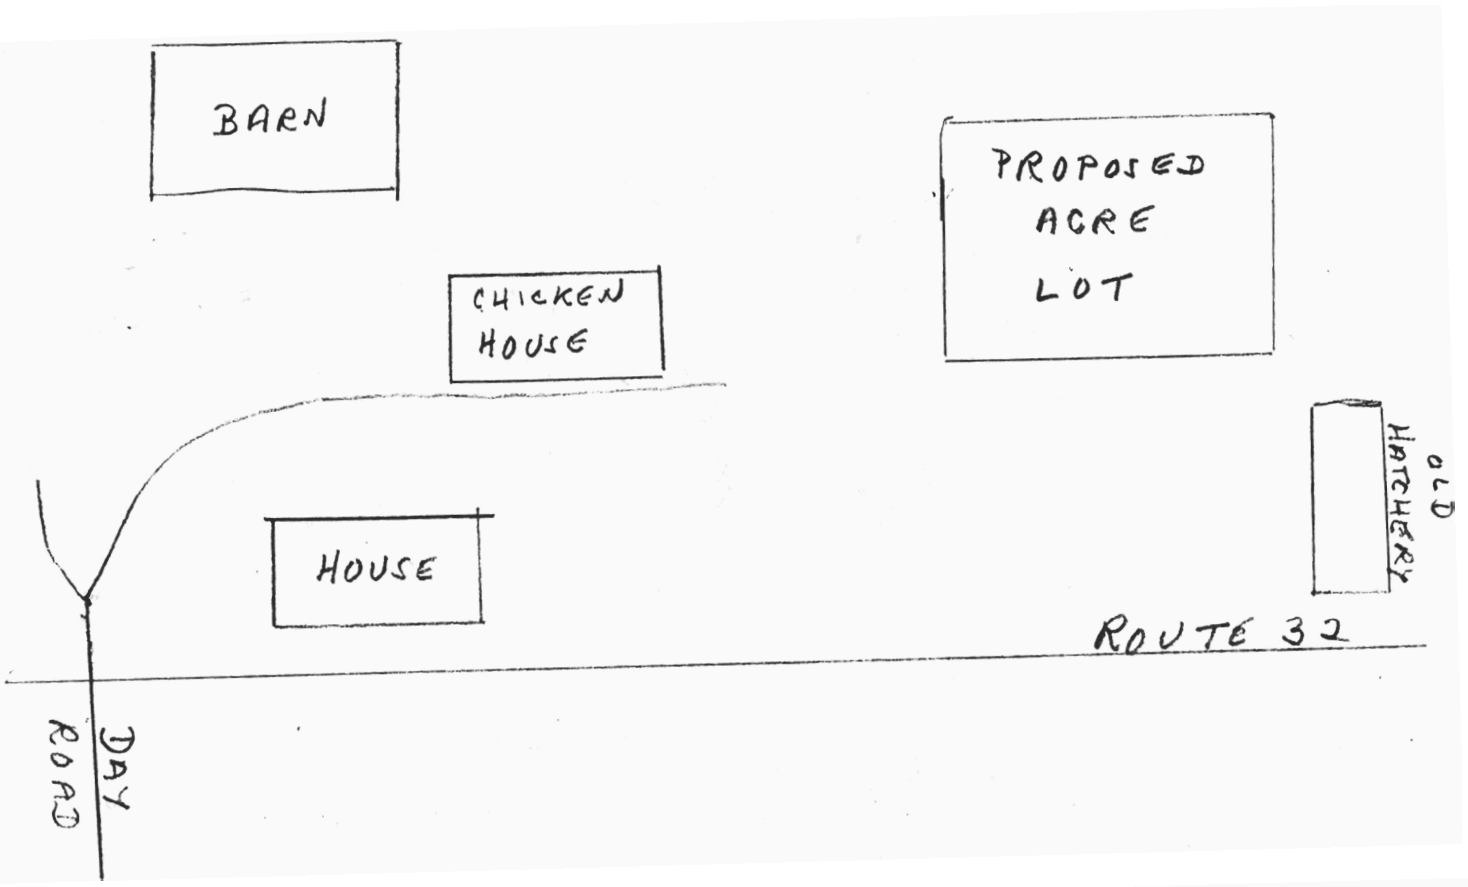 BARN
PROPOSED
ACRE
LOT
CHICKEN
HOUSE
OLD
HATCHERY
HOUSE
ROUTE 32
DAY
ROAD